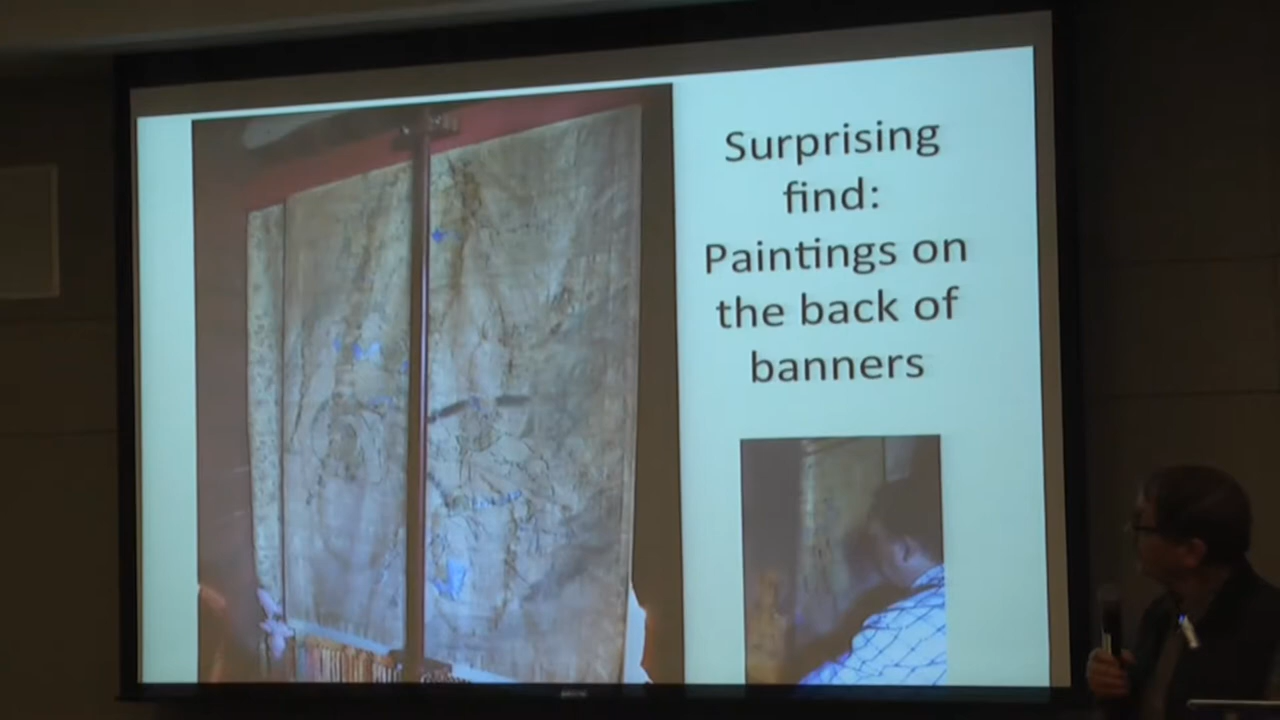 Surprising
find:
Paintings on
the back of
banners